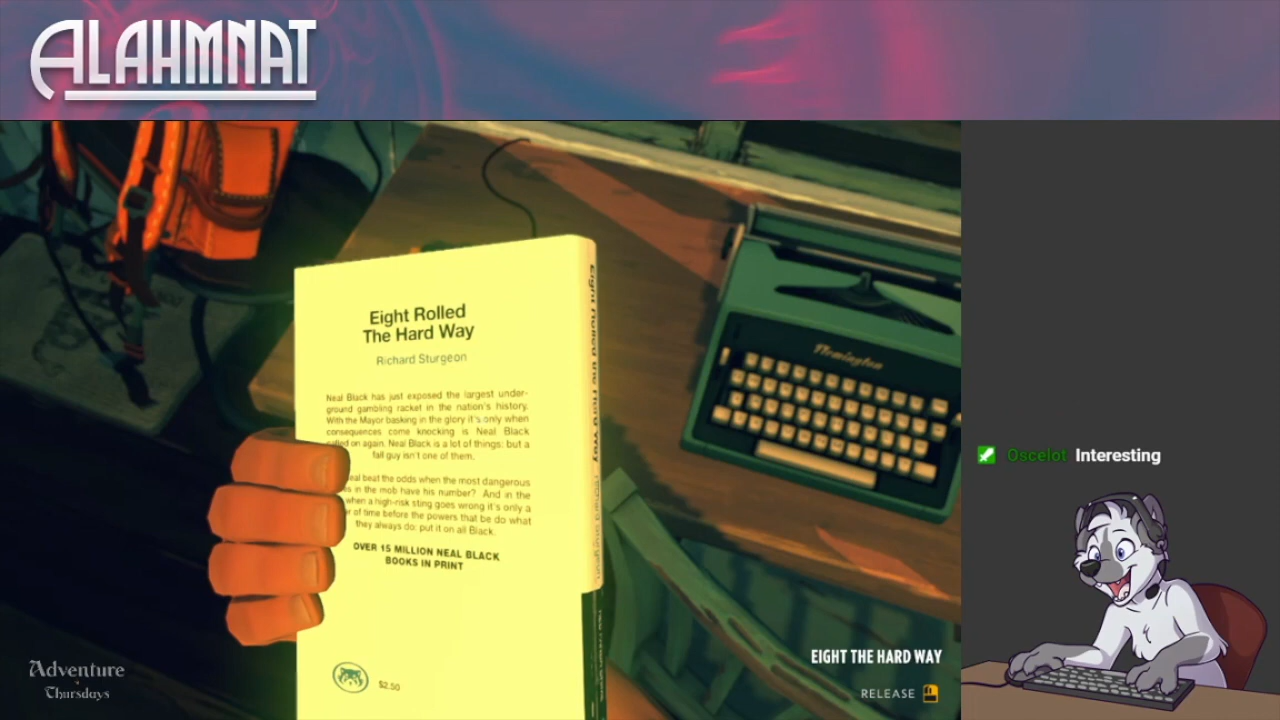 ALAHMNAT
Eight Rolled
The Hard Way
Richard Sturgeon
Neal Black has just exposed the largest under-
ground gambling racket in the nation's history.
With the Mayor basking in the glory it's only when
consequences come knocking is Neal Black
on again. Neal Black is a lot of things: but a
fall guy isn't one of them.
beat the odds when the most dangerous
in the mob have his number? And in the
when a high-risk sting goes wrong it's only a
of time before the powers that be do what
they always do: put it on all Black.
OVER 15 MILLION NEAL BLACK
BOOKS IN PRINT
$2.50
Eight Rolled the Hard Way
Flemington
Oscelot Interesting
EIGHT THE HARD WAY
RELEASE
Adventure
Thursdays